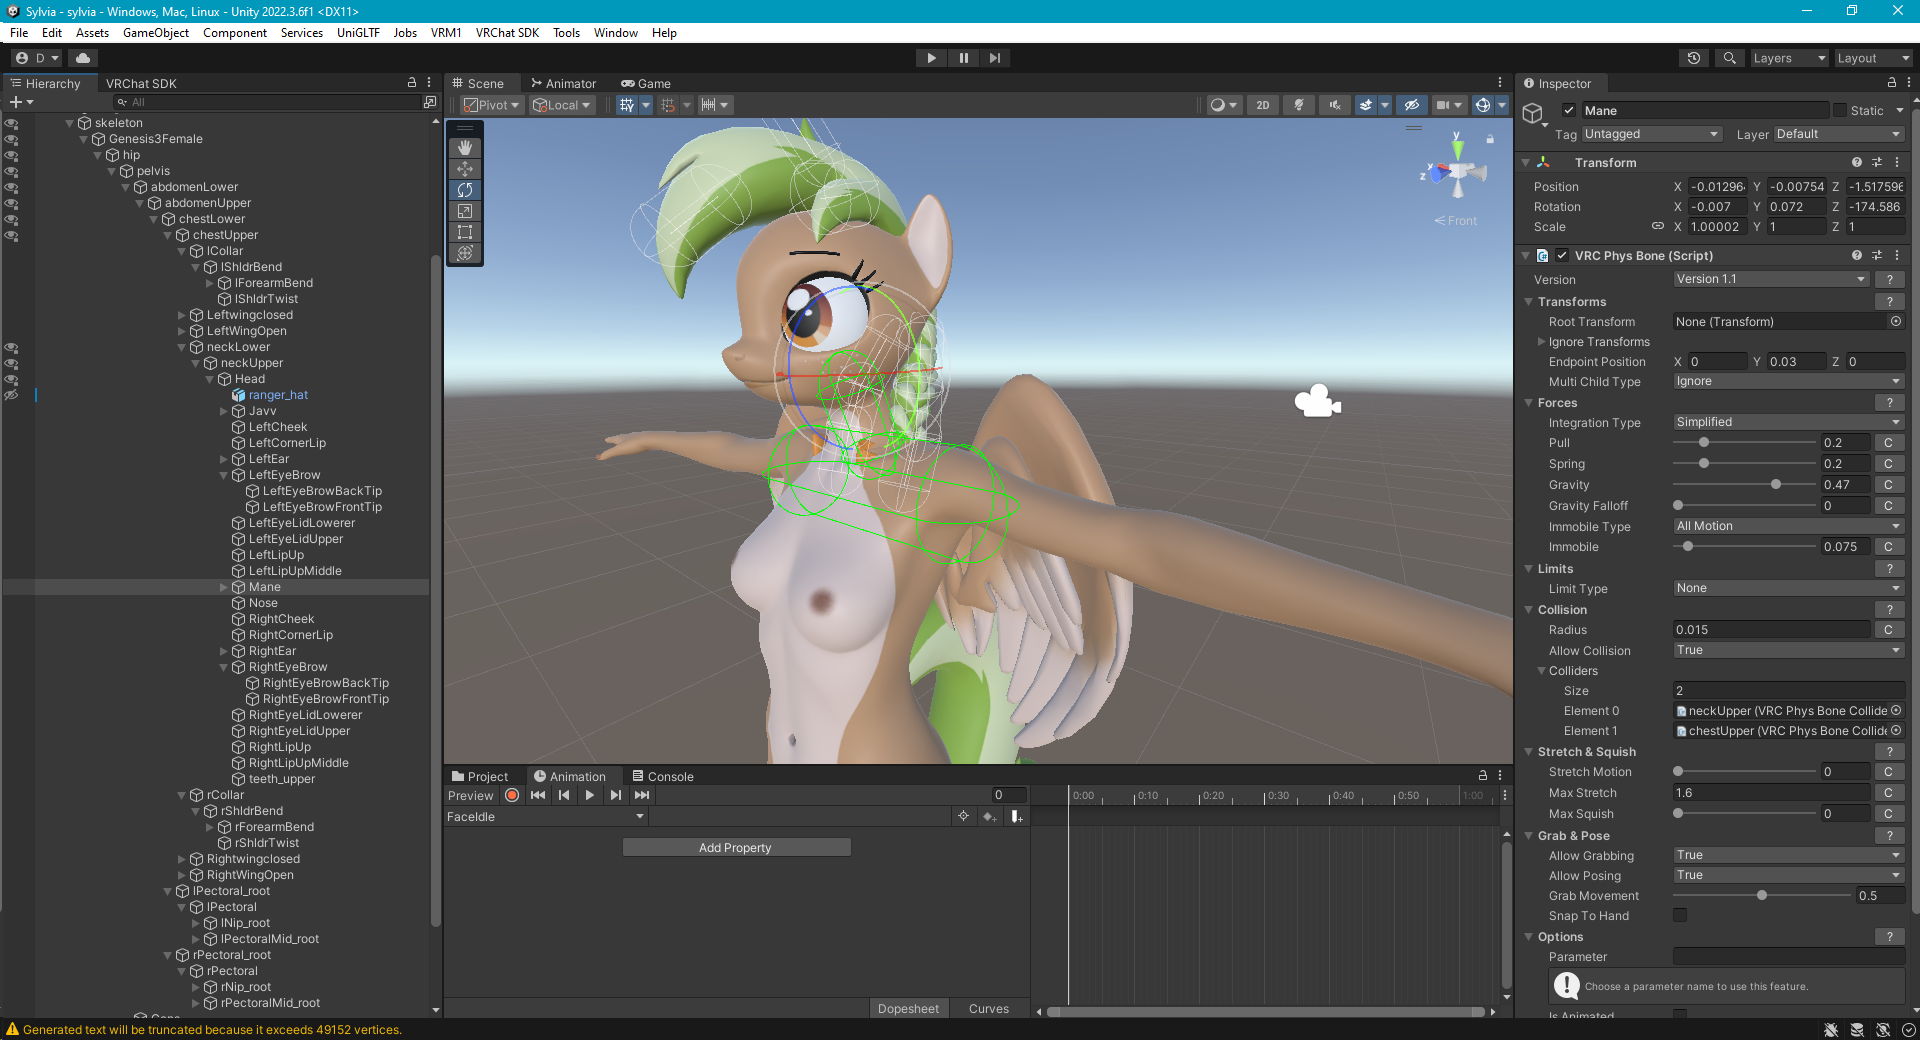 Sylvia - sylvia - Windows, Mac, Linux - Unity 2022.3.6f1 <DX11>
File Edit Assets GameObject Component Services UniGLTF Jobs VRM1 VRChat SDK Tools Window Help
D Layers Layout
Hierarchy VRChat SDK
All
skeleton
Genesis3Female
hip
pelvis
abdomenLower
abdomenUpper
chestLower
chestUpper
lCollar
lShldrBend
lForearmBend
lShldrTwist
Leftwingclosed
LeftWingOpen
neckLower
neckUpper
Head
ranger_hat
Javv
LeftCheek
LeftCornerLip
LeftEar
LeftEyeBrow
LeftEyeBrowBackTip
LeftEyeBrowFrontTip
LeftEyeLidLowerer
LeftEyeLidUpper
LeftLipUp
LeftLipUpMiddle
Mane
Nose
RightCheek
RightCornerLip
RightEar
RightEyeBrow
RightEyeBrowBackTip
RightEyeBrowFrontTip
RightEyeLidLowerer
RightEyeLidUpper
RightLipUp
RightLipUpMiddle
teeth_upper
rCollar
rShldrBend
rForearmBend
rShldrTwist
Rightwingclosed
RightWingOpen
lPectoral_root
lPectoral
lNip_root
lPectoralMid_root
rPectoral_root
rPectoral
rNip_root
rPectoralMid_root
Scene Animator Game
Pivot Local 2D
y
x
z
Front
Project Animation Console
Preview 0 0:00 0:10 0:20 0:30 0:40 0:50 1:00
FaceIdle
Add Property
Dopesheet Curves
Inspector
Mane Static
Tag Untagged Layer Default
Transform
Position X -0.01296 Y -0.00754 Z -1.517596
Rotation X -0.007 Y 0.072 Z -174.586
Scale X 1.00002 Y 1 Z 1
VRC Phys Bone (Script)
Version Version 1.1 ?
Transforms ?
Root Transform None (Transform)
Ignore Transforms
Endpoint Position X 0 Y 0.03 Z 0
Multi Child Type Ignore
Forces ?
Integration Type Simplified
Pull 0.2 C
Spring 0.2 C
Gravity 0.47 C
Gravity Falloff 0 C
Immobile Type All Motion
Immobile 0.075 C
Limits ?
Limit Type None
Collision ?
Radius 0.015 C
Allow Collision True
Colliders
Size 2
Element 0 neckUpper (VRC Phys Bone Collide
Element 1 chestUpper (VRC Phys Bone Collide
Stretch & Squish ?
Stretch Motion 0 C
Max Stretch 1.6 C
Max Squish 0 C
Grab & Pose ?
Allow Grabbing True
Allow Posing True
Grab Movement 0.5
Snap To Hand
Options ?
Parameter
Choose a parameter name to use this feature.
Is Animated
Generated text will be truncated because it exceeds 49152 vertices.